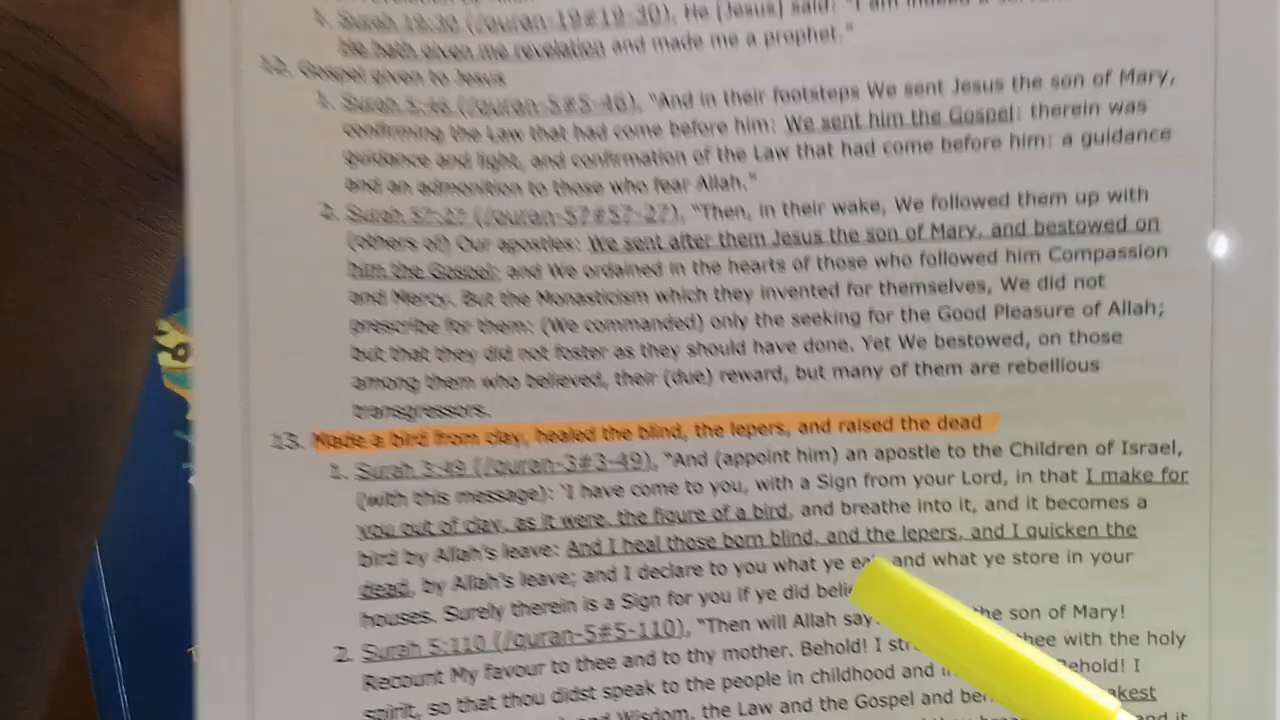 1. Surah 19:30 (/quran-19#19-30), He [Jesus] said: "I am indeed a
He hath given me revelation and made me a prophet."
12. Gospel given to Jesus
1. Surah 5:46 (/quran-5#5-46), "And in their footsteps We sent Jesus the son of Mary,
confirming the Law that had come before him: We sent him the Gospel: therein was
guidance and light, and confirmation of the Law that had come before him: a guidance
and an admonition to those who fear Allah."
2. Surah 57:27 (/quran-57#57-27), "Then, in their wake, We followed them up with
(others of) Our apostles: We sent after them Jesus the son of Mary, and bestowed on
him the Gospel; and We ordained in the hearts of those who followed him Compassion
and Mercy. But the Monasticism which they invented for themselves, We did not
prescribe for them: (We commanded) only the seeking for the Good Pleasure of Allah;
but that they did not foster as they should have done. Yet We bestowed, on those
among them who believed, their (due) reward, but many of them are rebellious
transgressors.
13. Made a bird from clay, healed the blind, the lepers, and raised the dead
1. Surah 3:49 (/quran-3#3-49), "And (appoint him) an apostle to the Children of Israel,
(with this message): 'I have come to you, with a Sign from your Lord, in that I make for
you out of clay, as it were, the figure of a bird, and breathe into it, and it becomes a
bird by Allah's leave: And I heal those born blind, and the lepers, and I quicken the
dead, by Allah's leave; and I declare to you what ye and what ye store in your
houses. Surely therein is a Sign for you if ye did
2. Surah 5:110 (/quran-5#5-110), "Then will Allah say: the son of Mary!
Recount My favour to thee and to thy mother. Behold! I thee with the holy
spirit, so that thou didst speak to the people in childhood and Behold! I
and Wisdom, the Law and the Gospel and
and it